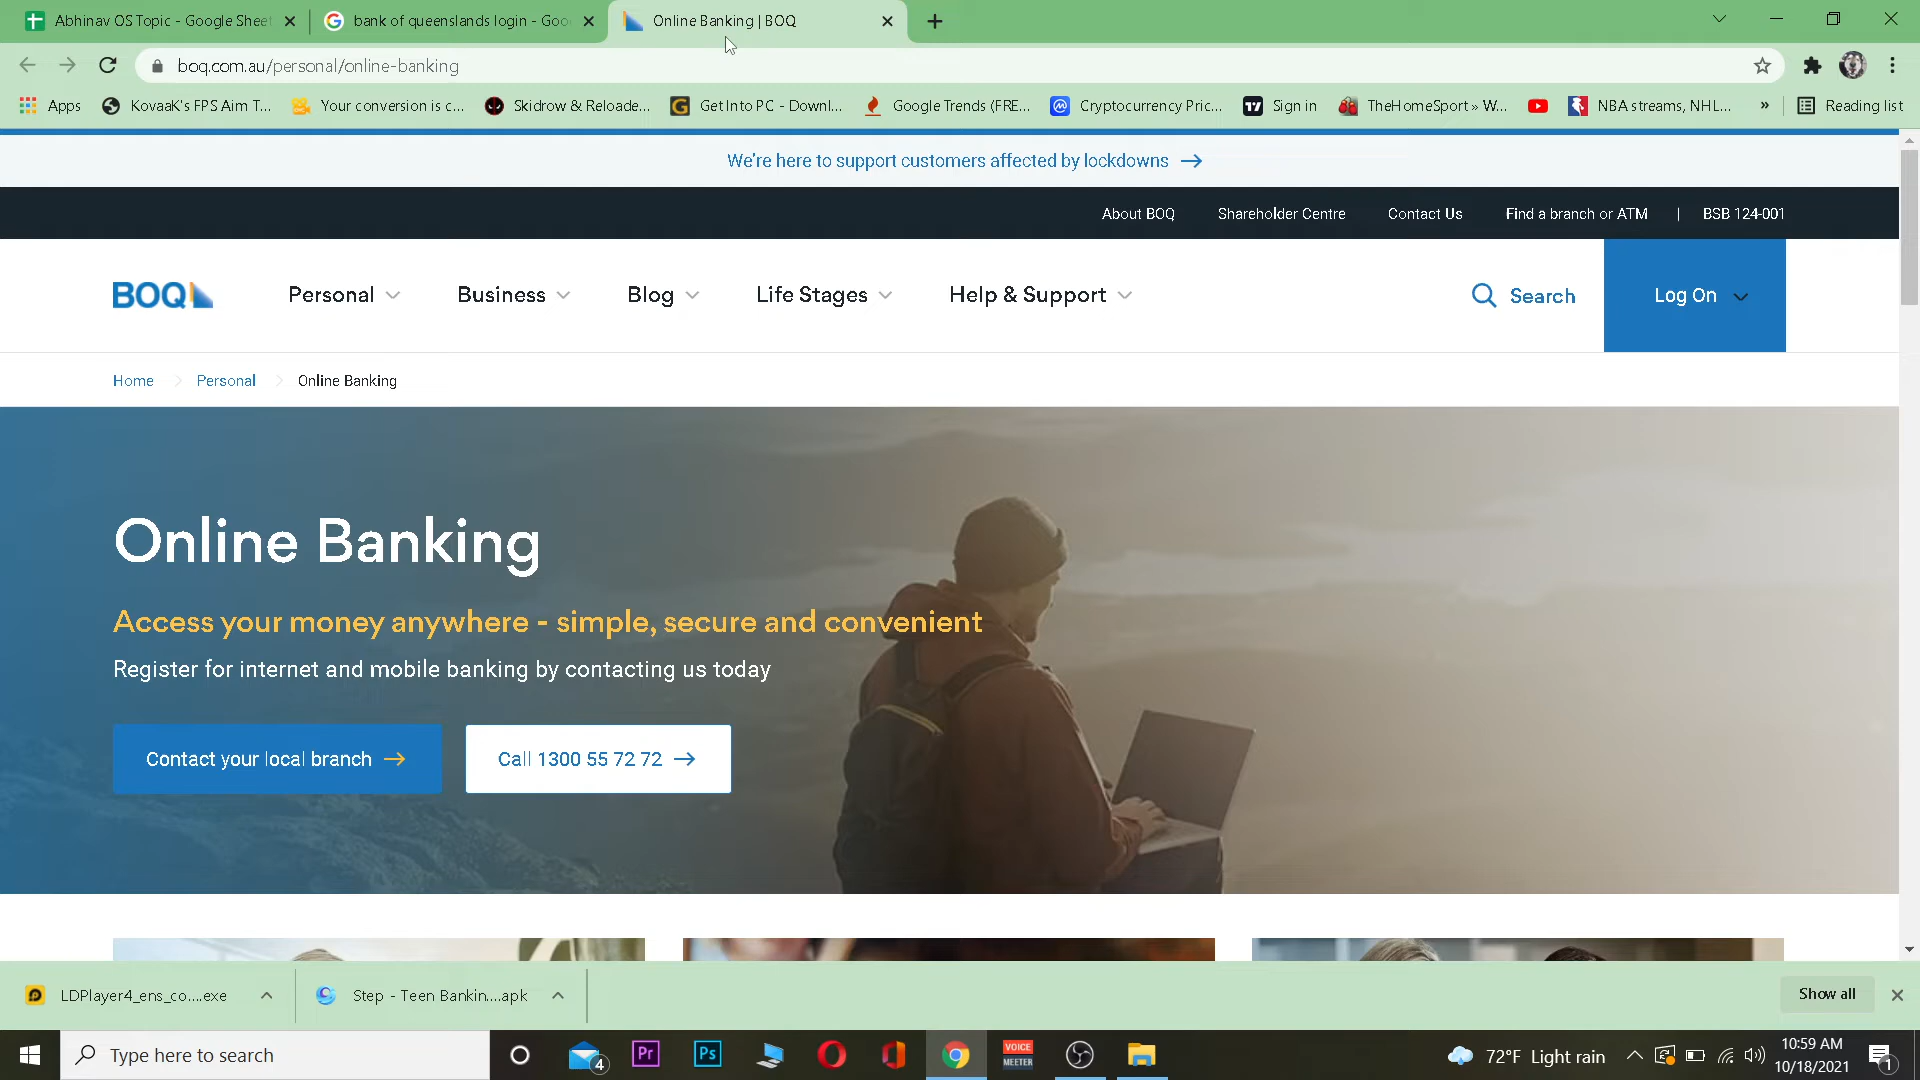 Abhinav OS Topic - Google Sheet
bank of queenslands login - Goo
Online Banking | BOQ
boq.com.au/personal/online-banking
Apps
KovaaK's FPS Aim T...
Your conversion is c...
Skidrow & Reloade...
Get Into PC - Downl...
Google Trends (FRE...
Cryptocurrency Pric...
Sign in
TheHomeSport » W...
NBA streams, NHL...
»
Reading list
We're here to support customers affected by lockdowns
About BOQ
Shareholder Centre
Contact Us
Find a branch or ATM
|
BSB 124-001
BOQ
Personal
Business
Blog
Life Stages
Help & Support
Search
Log On
Home
Personal
Online Banking
Online Banking
Access your money anywhere - simple, secure and convenient
Register for internet and mobile banking by contacting us today
Contact your local branch
Call 1300 55 72 72
LDPlayer4_ens_co....exe
Step - Teen Bankin....apk
Show all
Type here to search
4
Pr
Ps
VOICE
MEETER
72°F Light rain
10:59 AM
10/18/2021
1